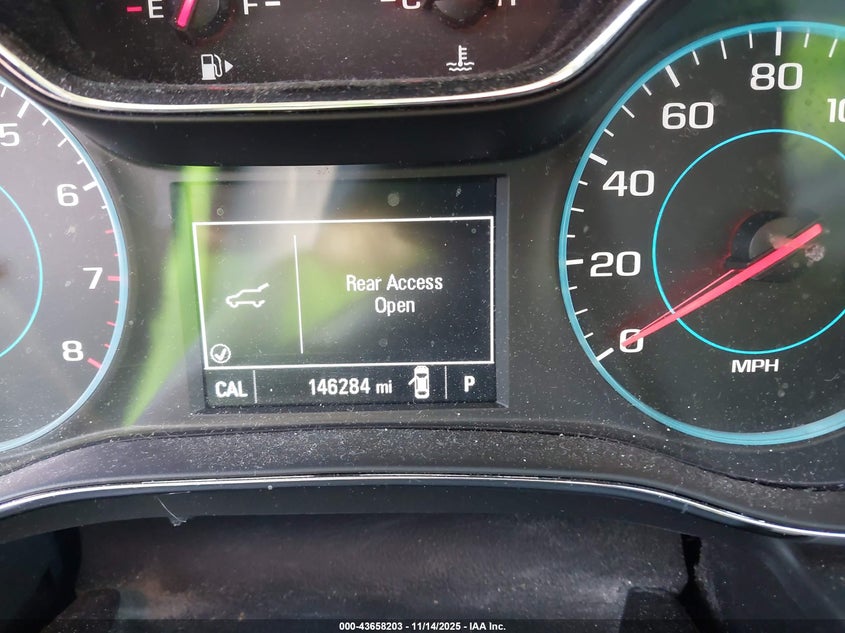 E F C H
80
60 10
5
6 40
Rear Access
Open
7 20
8 0
MPH
CAL 146284 mi P
000-43658203 - 11/14/2025 - IAA Inc.